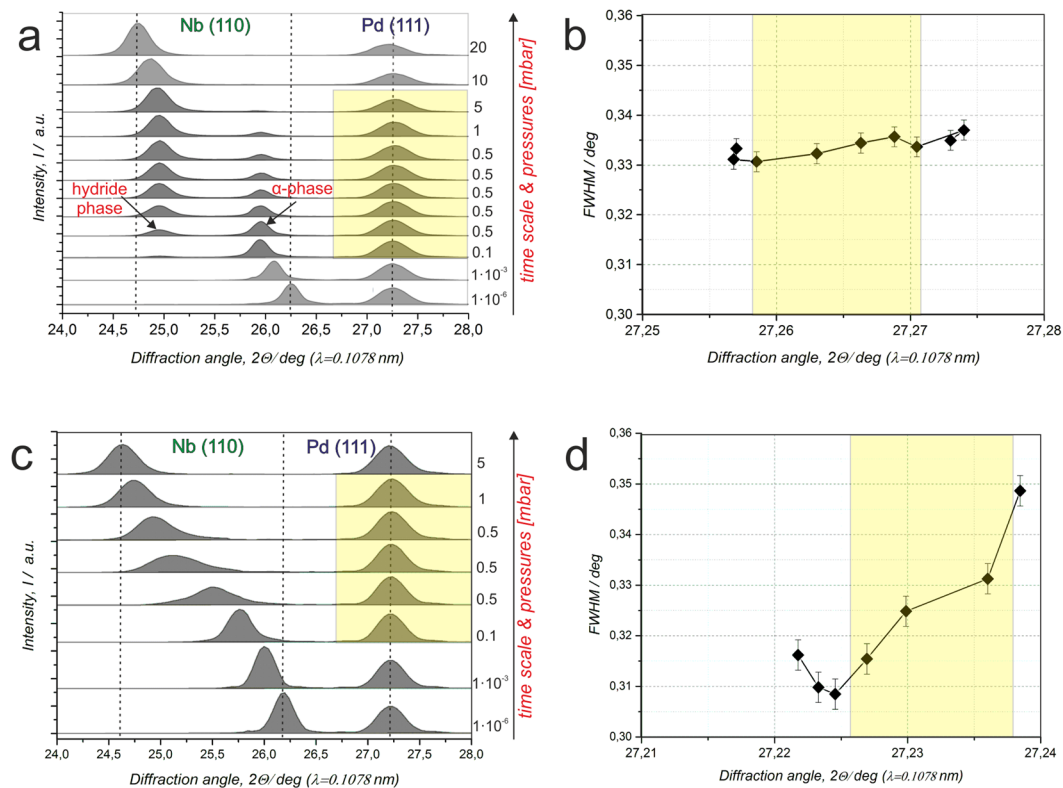 a
Nb (110)
Pd (111)
20
10
5
1
0.5
0.5
0.5
0.5
0.5
0.1
1·10-3
1·10-6
hydride
phase
α-phase
Intensity, I / a.u.
time scale & pressures [mbar]
24,0 24,5 25,0 25,5 26,0 26,5 27,0 27,5 28,0
Diffraction angle, 2Θ/ deg (λ=0.1078 nm)
b
0,36
0,35
0,34
0,33
0,32
0,31
0,30
FWHM / deg
27,25 27,26 27,27 27,28
Diffraction angle, 2Θ/ deg (λ=0.1078 nm)
c
Nb (110)
Pd (111)
5
1
0.5
0.5
0.5
0.1
1·10-3
1·10-6
Intensity, I / a.u.
time scale & pressures [mbar]
24,0 24,5 25,0 25,5 26,0 26,5 27,0 27,5 28,0
Diffraction angle, 2Θ/ deg (λ=0.1078 nm)
d
0,36
0,35
0,34
0,33
0,32
0,31
0,30
FWHM / deg
27,21 27,22 27,23 27,24
Diffraction angle, 2Θ/ deg (λ=0.1078 nm)